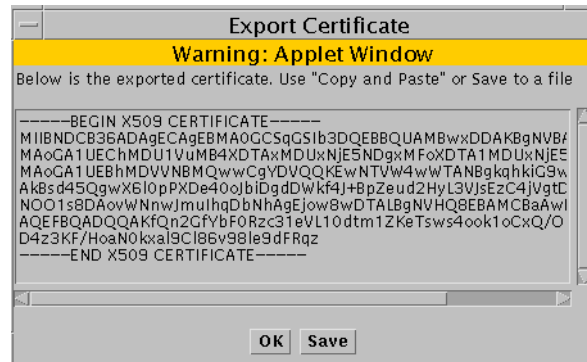 Export Certificate
Warning: Applet Window
Below is the exported certificate. Use "Copy and Paste" or Save to a file
-----BEGIN X509 CERTIFICATE-----
MIIBNDCB36ADAgECAgEBMA0GCSqGSIb3DQEBBQUAMBwxDDAKBgNVBA
MAoGA1UEChMDU1VuMB4XDTAxMDUxNjE5NDgxMFoXDTA1MDUxNjE5
MAoGA1UEBhMDVVNBMQwwCgYDVQQKEwNTVW4wWTANBgkqhkiG9w
AkBsd45QgwX6l0pPXDe40oJbiDgdDWkf4J+BpZeud2HyL3VJsEzC4jVgtD
NOO1s8DAovWNnwJmulhqDbNhAgEjow8wDTALBgNVHQ8EBAMCBaAwI
AQEFBQADQQAKfQn2GfYbF0Rzc31eVL10dtm1ZKeTsws4ook1oCxQ/O
D4z3KF/HoaN0kxal9Cl86v98le9dFRqz
-----END X509 CERTIFICATE-----
OK
Save